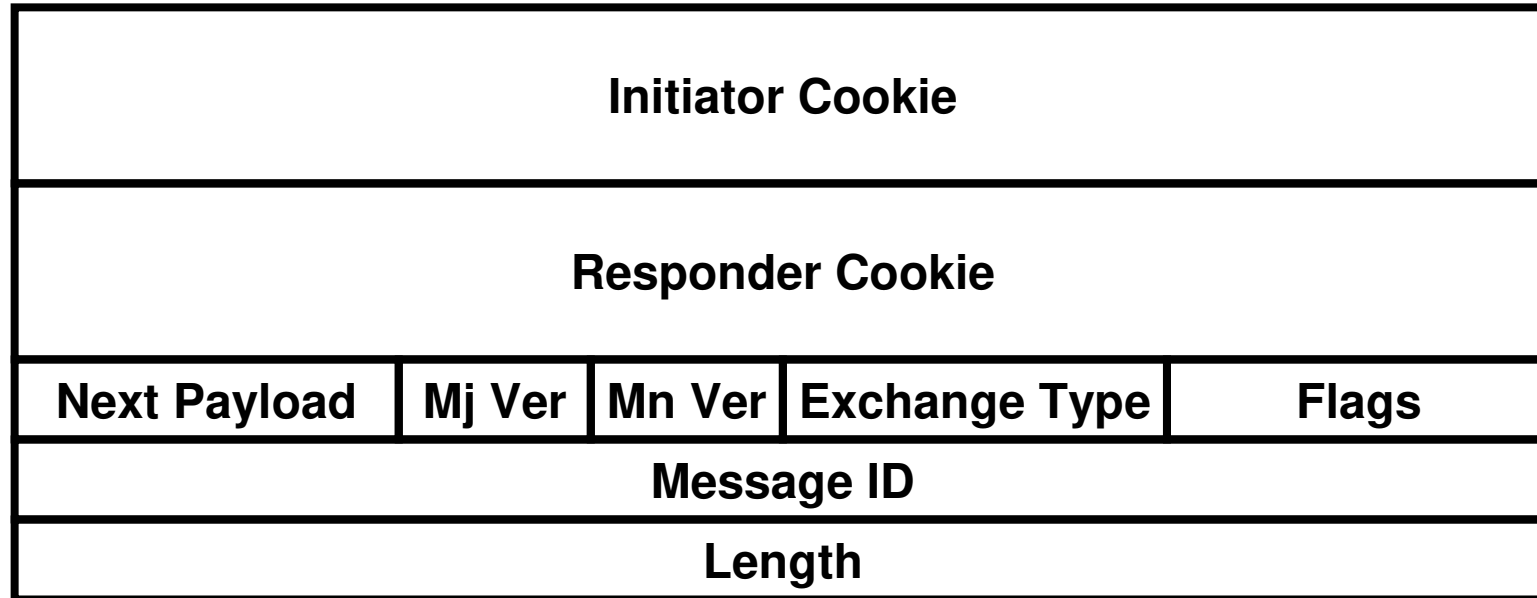 Initiator Cookie
Responder Cookie
Next Payload Mj Ver Mn Ver Exchange Type Flags
Message ID
Length